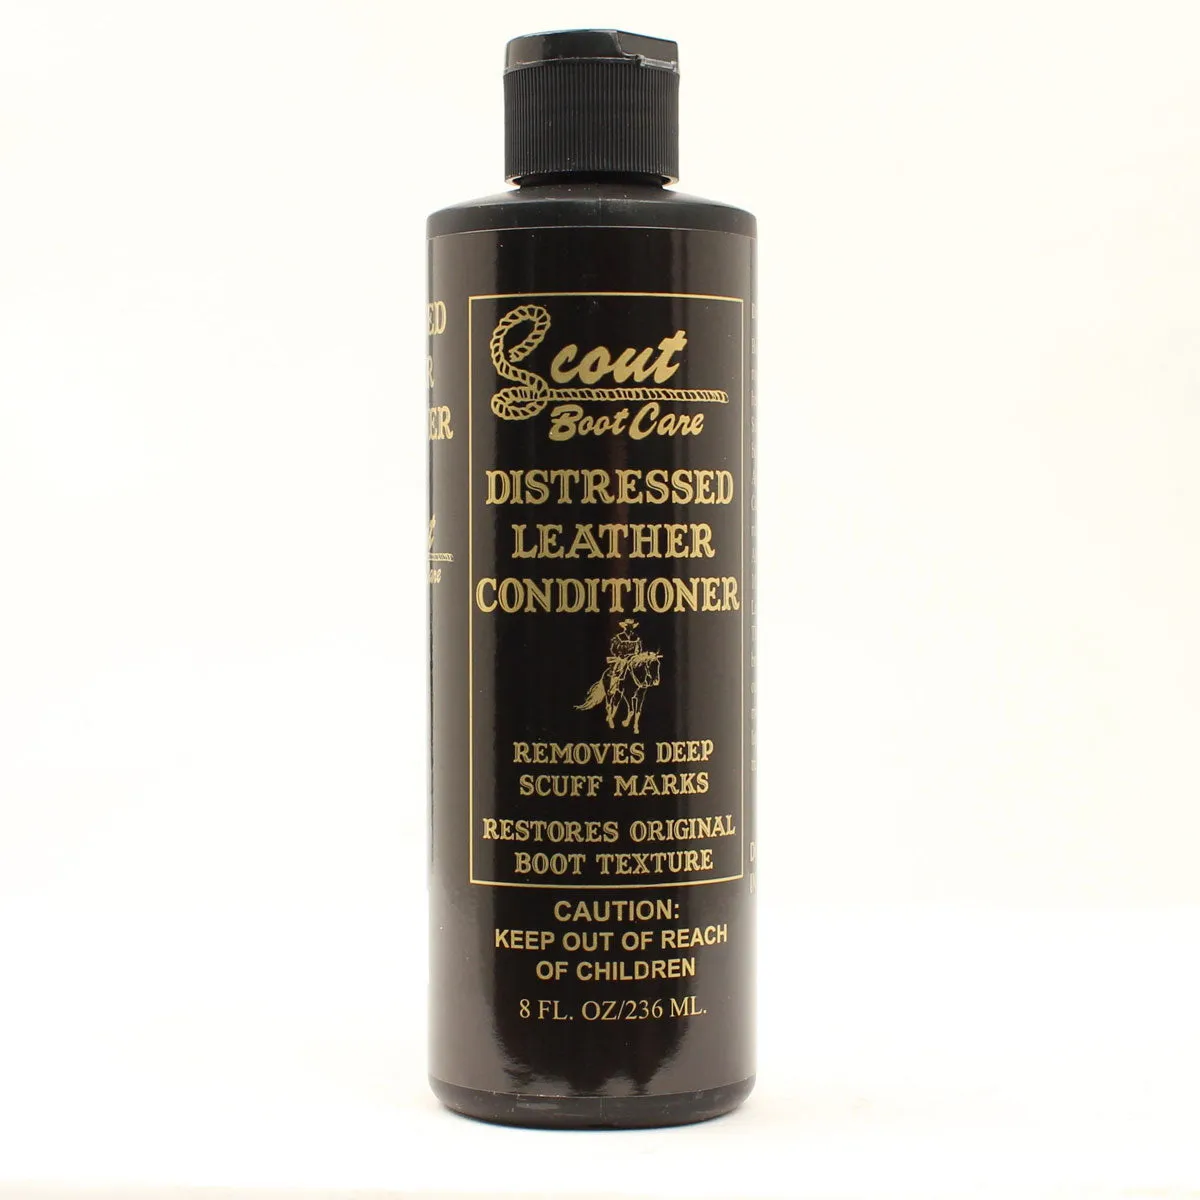 Scout
Boot Care
DISTRESSED
LEATHER
CONDITIONER
REMOVES DEEP
SCUFF MARKS
RESTORES ORIGINAL
BOOT TEXTURE
CAUTION:
KEEP OUT OF REACH
OF CHILDREN
8 FL. OZ/236 ML.